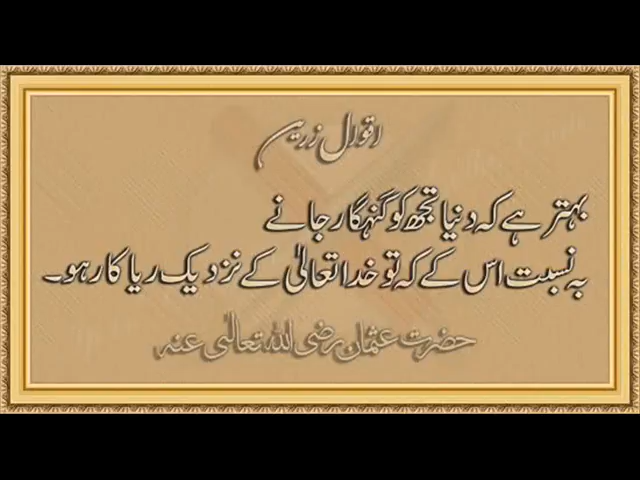 اقوال زریں
بہتر ہے کہ دنیا تجھ کو گنہگار جانے
بہ نسبت اس کے کہ تو خدا تعالیٰ کے نزدیک ریاکار ہو۔
حضرت عثمان رضی اللہ تعالٰی عنہ